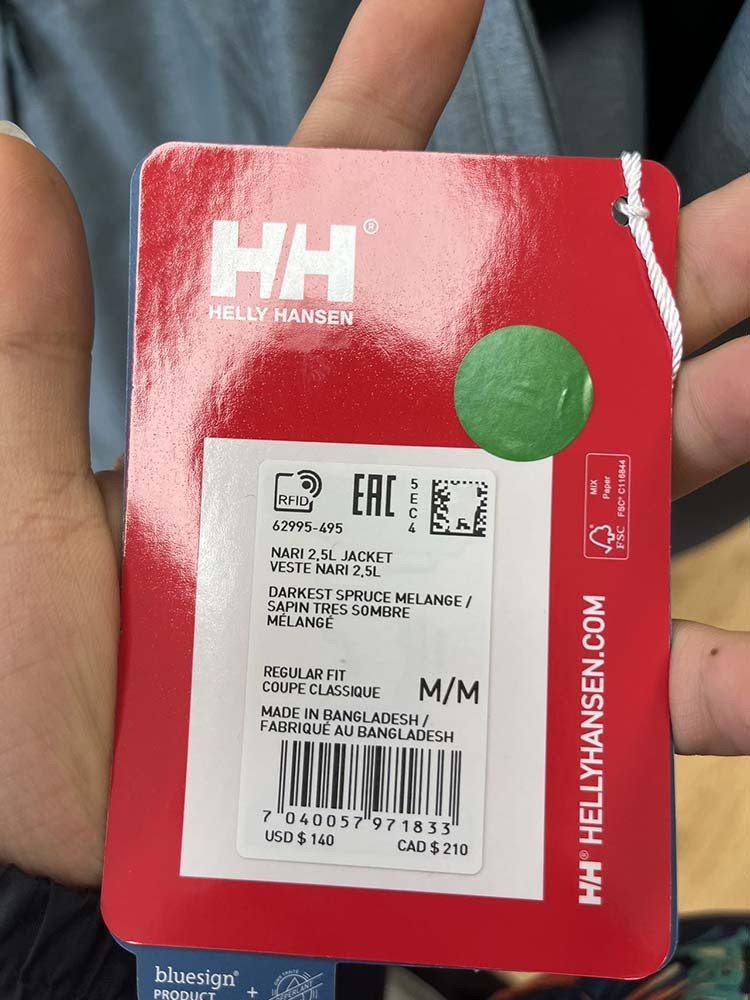 HH®
HELLY HANSEN
RFID
EAC
5
E
C
4
62995-495
NARI 2,5L JACKET
VESTE NARI 2,5L
DARKEST SPRUCE MELANGE /
SAPIN TRES SOMBRE
MÉLANGÉ
REGULAR FIT
COUPE CLASSIQUE
M/M
MADE IN BANGLADESH /
FABRIQUÉ AU BANGLADESH
7 040057 971833
USD $ 140
CAD $ 210
MIX
Paper
FSC® C116844
FSC
HH® HELLYHANSEN.COM
bluesign®
PRODUCT
+